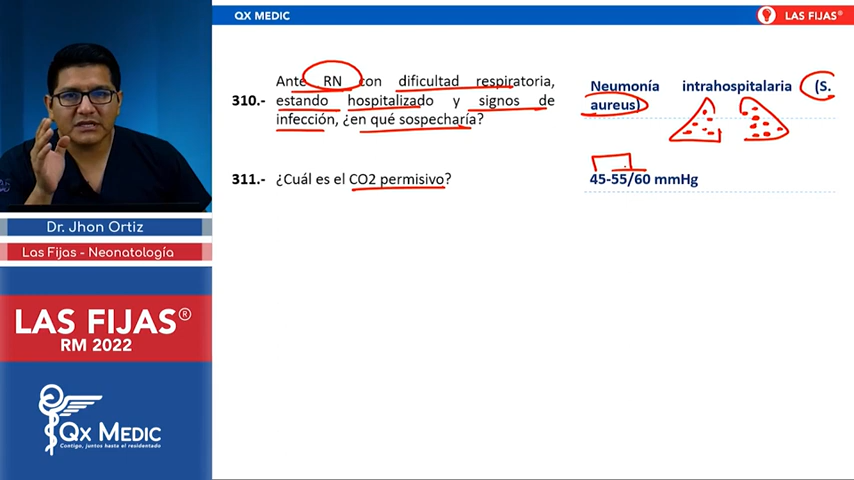 QX MEDIC
LAS FIJAS®
310.- Ante RN con dificultad respiratoria,
estando hospitalizado y signos de
infección, ¿en qué sospecharía?
Neumonía intrahospitalaria (S.
aureus)
311.- ¿Cuál es el CO2 permisivo?
45-55/60 mmHg
Dr. Jhon Ortiz
Las Fijas - Neonatología
LAS FIJAS®
RM 2022
QX MEDIC
Contigo, juntos hasta el residentado